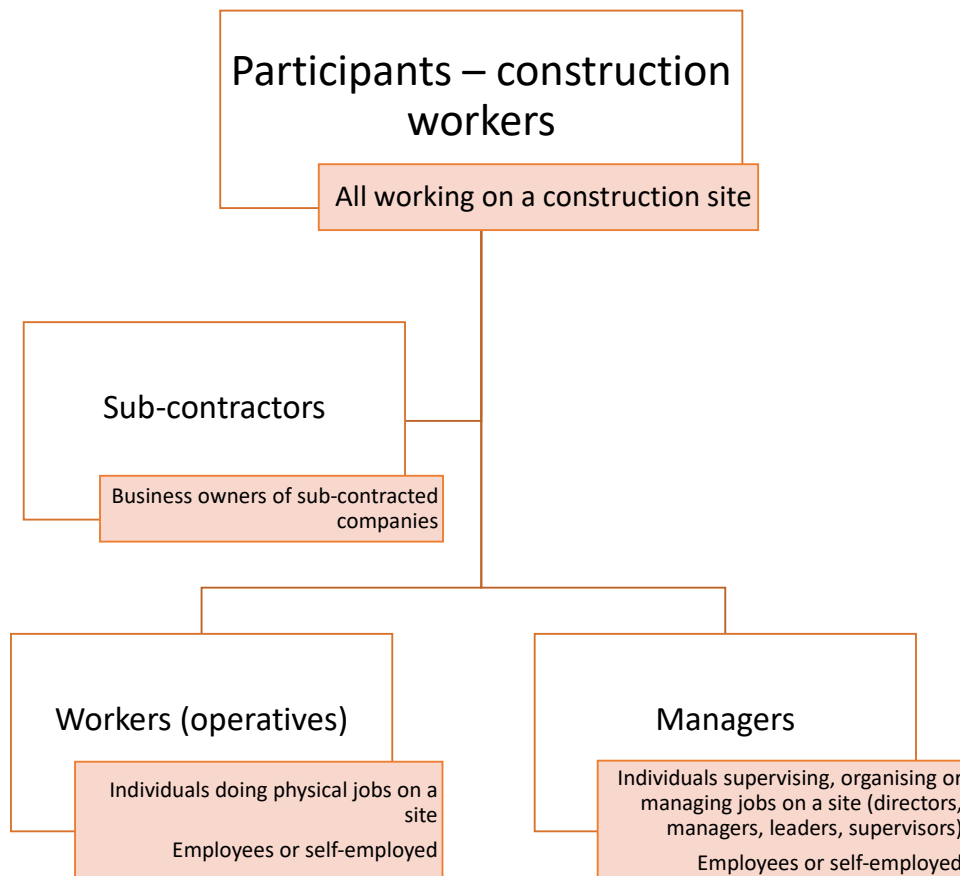 Participants – construction
workers
All working on a construction site
Sub-contractors
Business owners of sub-contracted
companies
Workers (operatives)
Individuals doing physical jobs on a
site
Employees or self-employed
Managers
Individuals supervising, organising or
managing jobs on a site (directors,
managers, leaders, supervisors)
Employees or self-employed